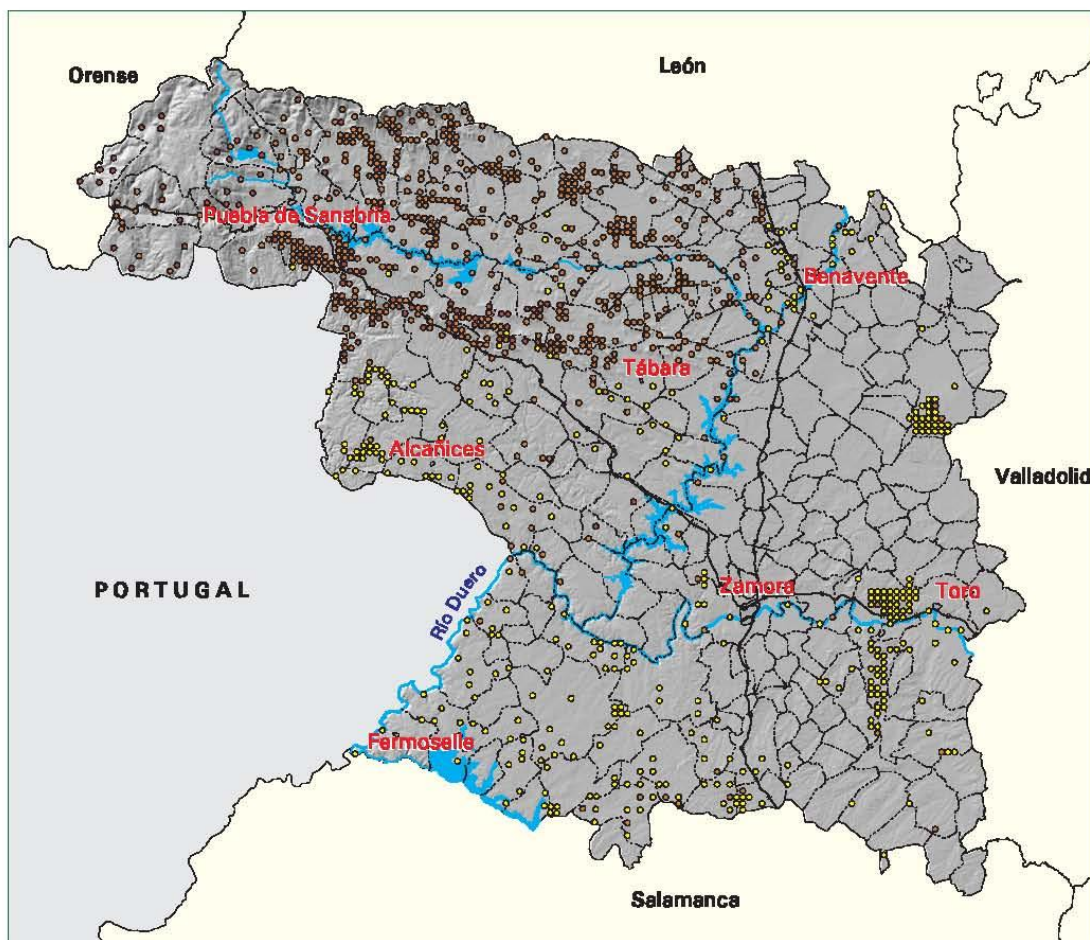 León
Orense
Puebla de Sanabria
Benavente
Tábara
Alcañices
Valladolid
PORTUGAL
Río Duero
Zamora
Toro
Fermoselle
Salamanca